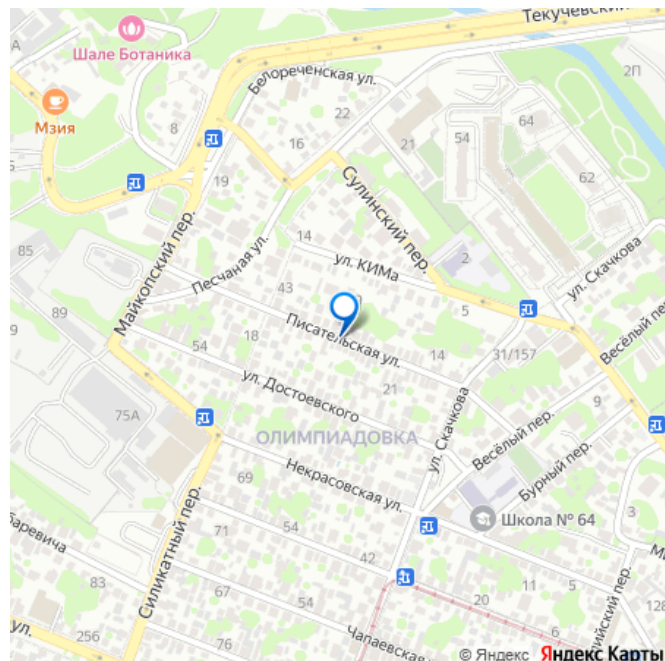 Текучевский
Шале Ботаника
Белореченская ул.
2П
Мзия
22
8
21
54
64
16
62
19
Сулинский пер.
Майкопский пер.
Песчаная ул.
14
ул. КИМа
2
ул. Скачкова
85
43
89
Писательская ул.
5
Весёлый пер
18
14
31/157
54
ул. Достоевского
21
9
75А
ОЛИМПИАДОВКА
ул. Скачкова
Весёлый пер.
Некрасовская ул.
Бурный пер.
69
Школа № 64
3
Силикатный пер.
71
54
баревича
42
20
11
5
83
67
лийский пер.
ул.
256
76
Чапаевская
6
© Яндекс Яндекс Карты